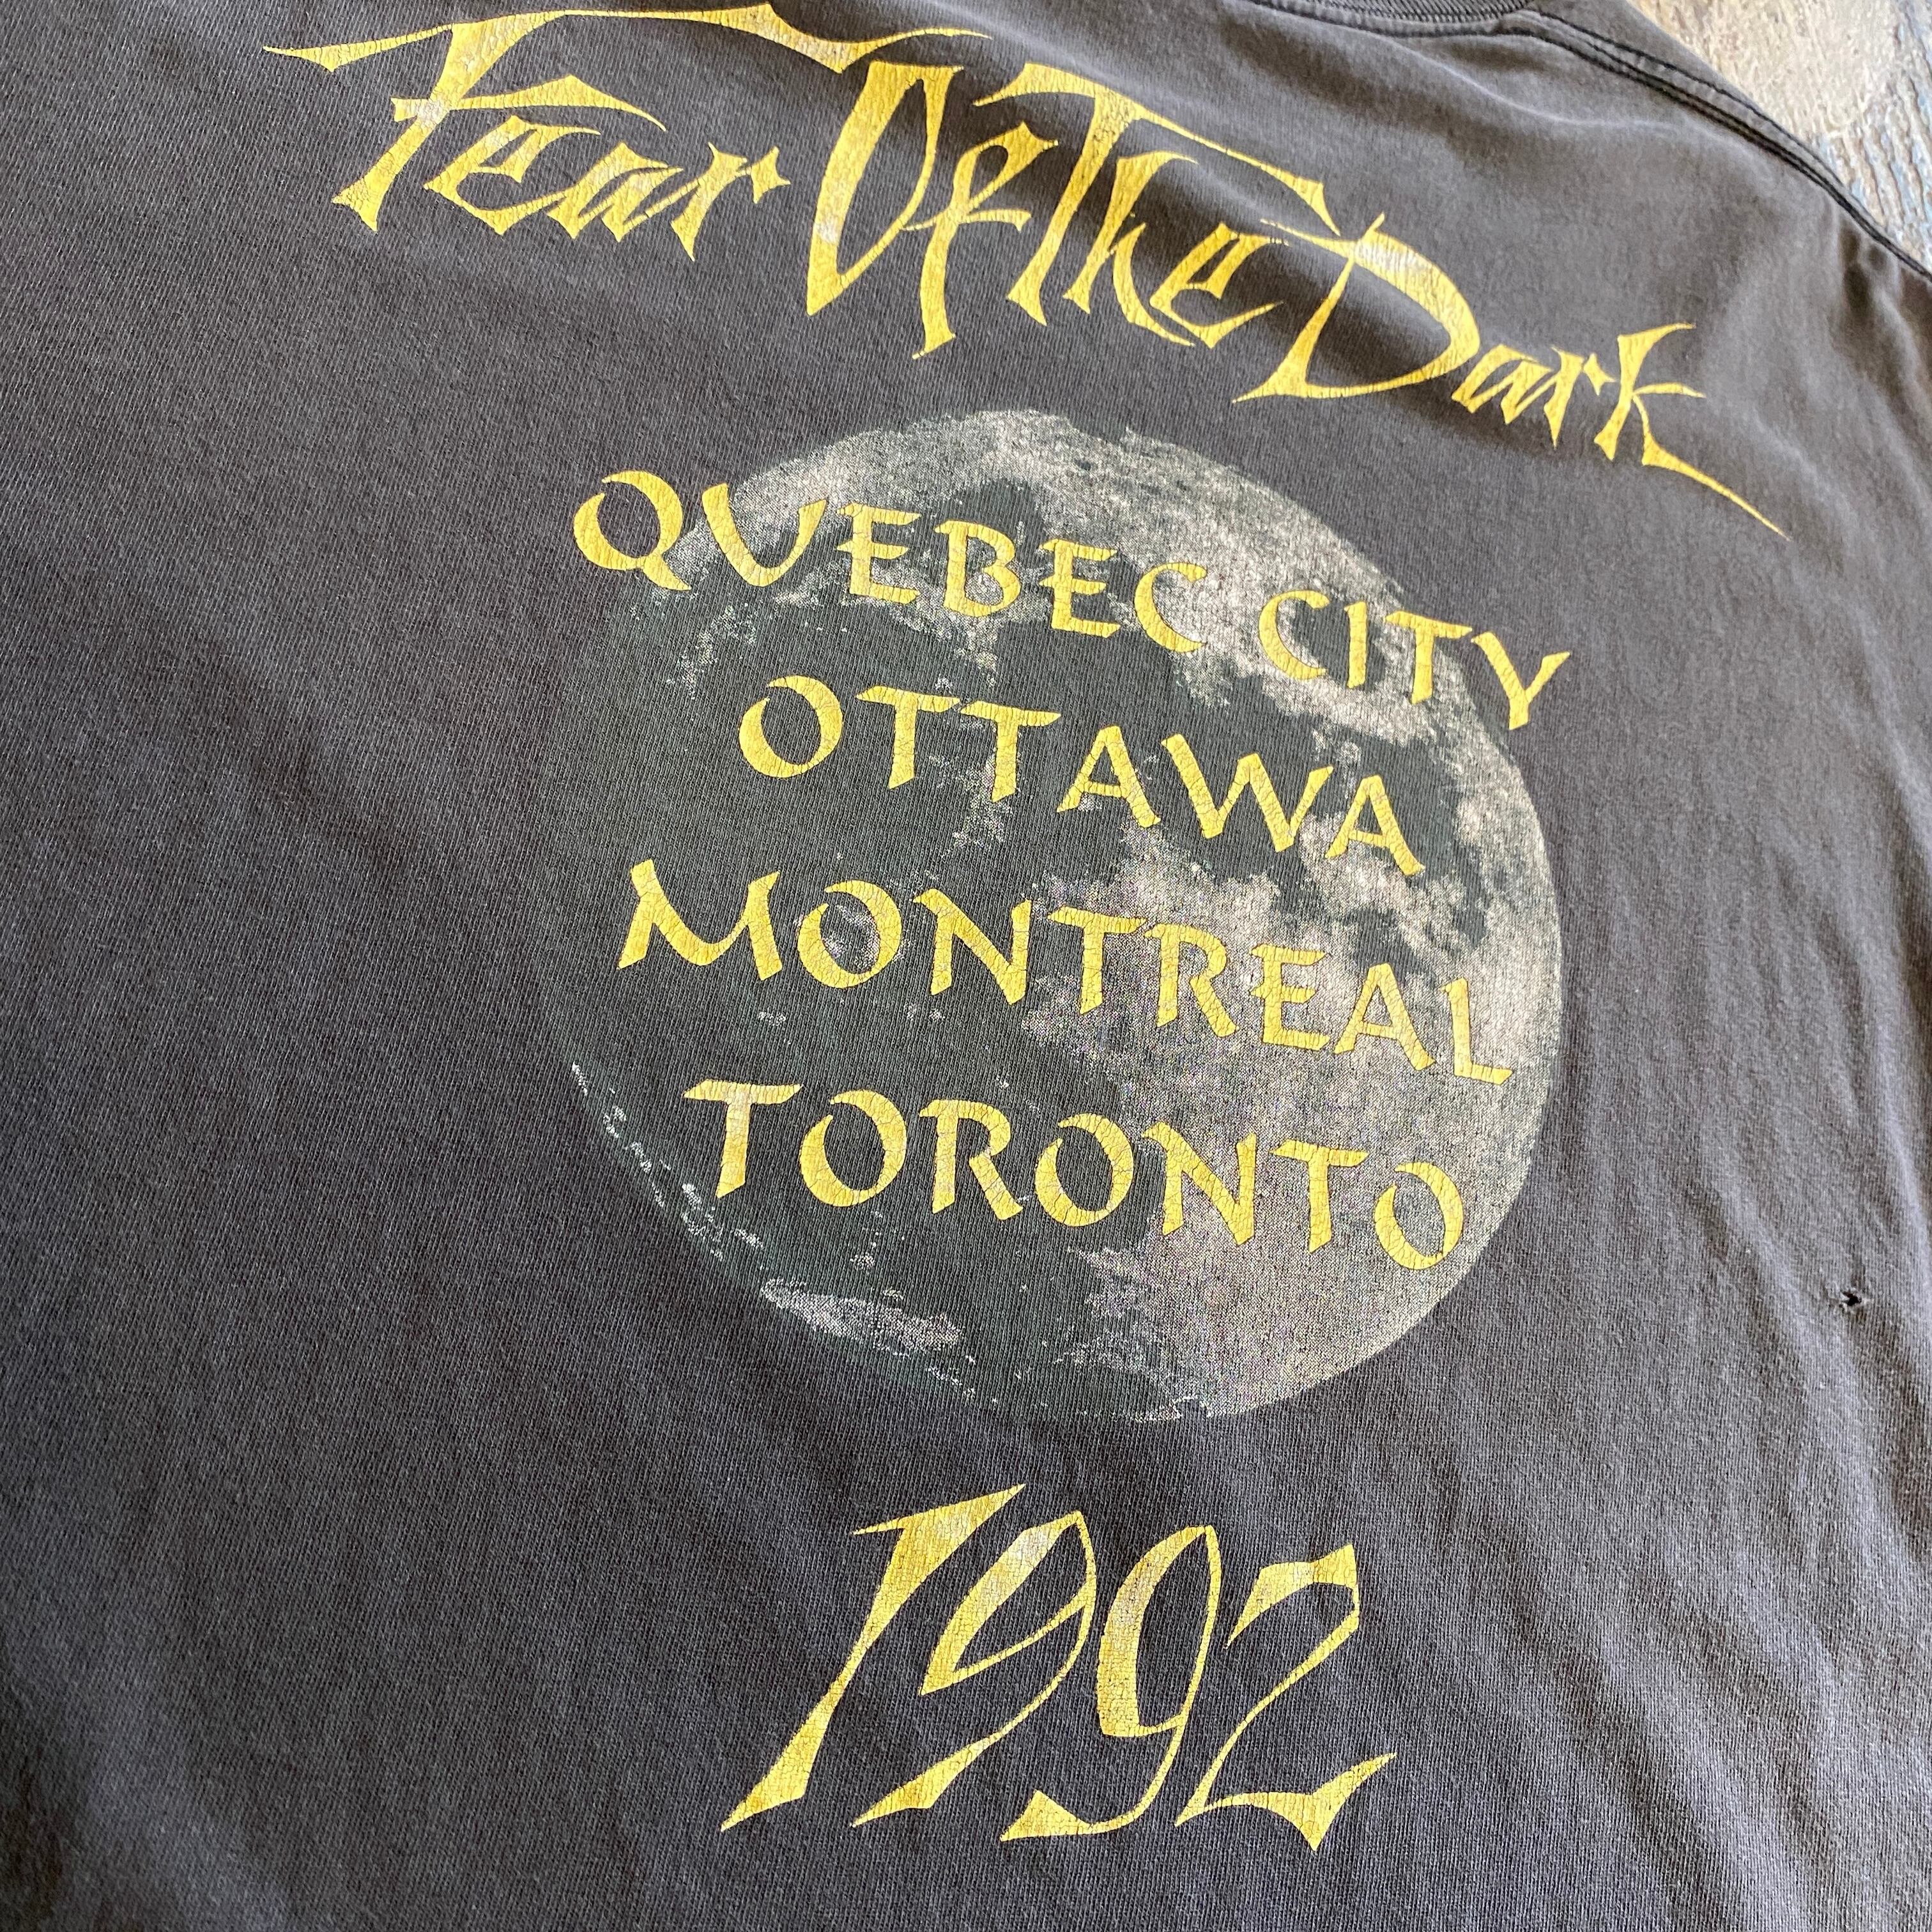 Fear Of The Dark
QUEBEC CITY
OTTAWA
MONTREAL
TORONTO
1992